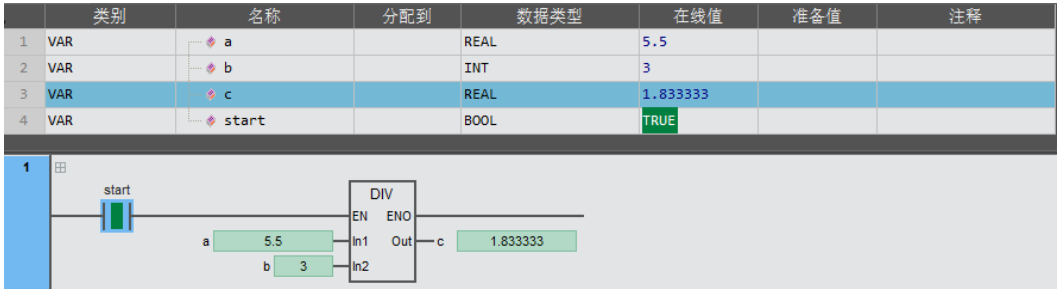 类别 名称 分配到 数据类型 在线值 准备值 注释
1 VAR a REAL 5.5
2 VAR b INT 3
3 VAR c REAL 1.833333
4 VAR start BOOL TRUE
1
start
DIV
EN ENO
a 5.5 In1 Out c 1.833333
b 3 In2